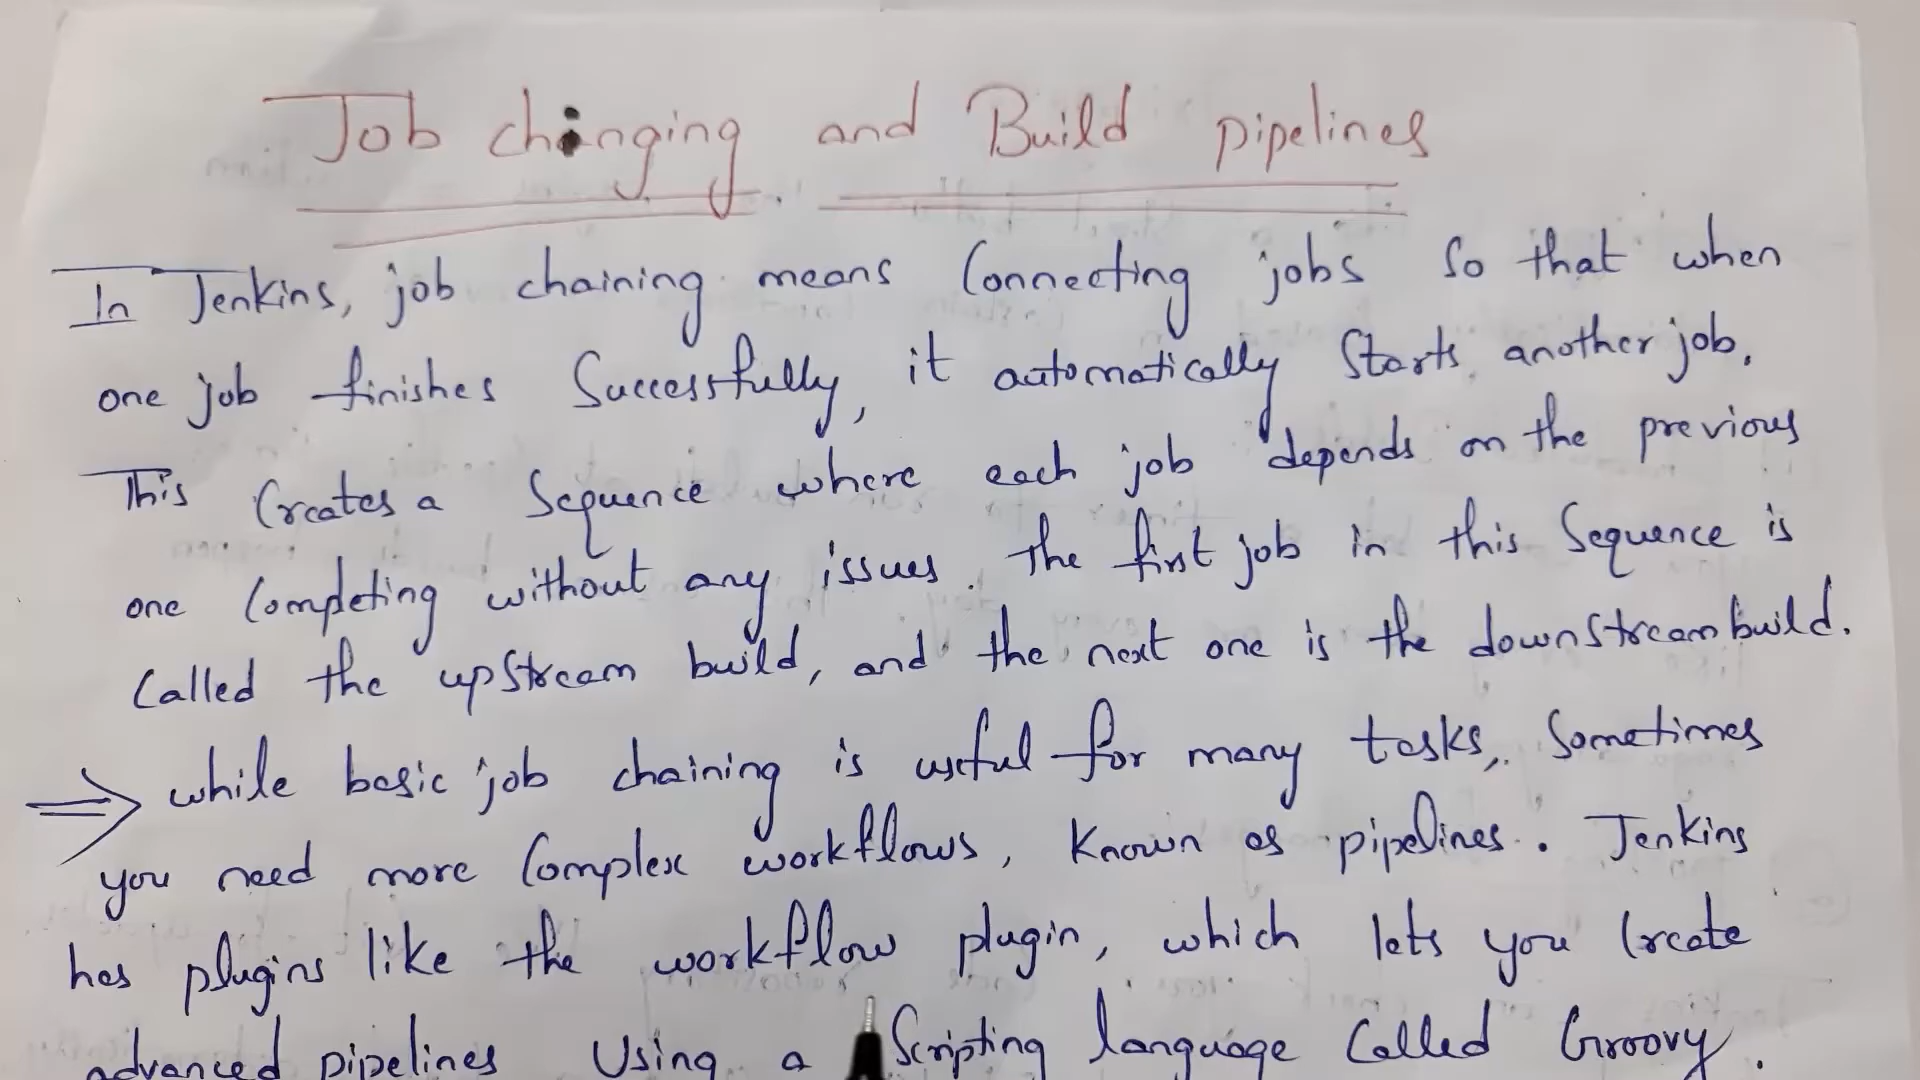 Job changing and Build pipelines
In Jenkins, job chaining means Connecting jobs so that when
one job finishes Successfully, it automatically Starts another job.
This Creates a Sequence where each job depends on the previous
one Completing without any issues. The first job in this Sequence is
Called the upstream build, and the next one is the downstream build.
⇒ while basic job chaining is useful for many tasks, Sometimes
you need more Complex workflows, Known as pipelines. Jenkins
has plugins like the workflow plugin, which lets you Create
advanced pipelines Using a Scripting language Called Groovy.